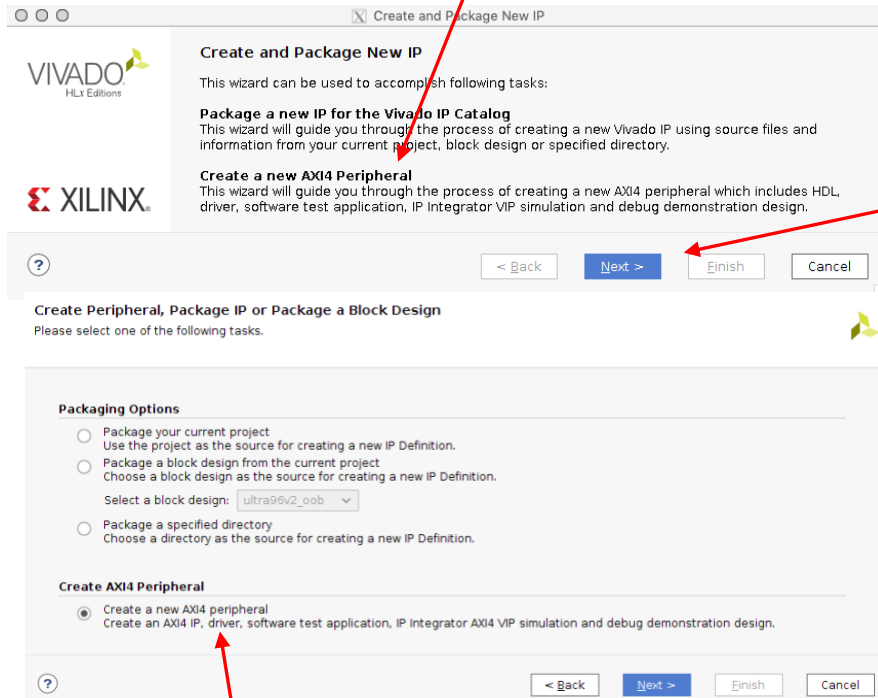 Create and Package New IP
VIVADO
HLx Editions
Create and Package New IP
This wizard can be used to accomplish following tasks:
Package a new IP for the Vivado IP Catalog
This wizard will guide you through the process of creating a new Vivado IP using source files and
information from your current project, block design or specified directory.
Create a new AXI4 Peripheral
This wizard will guide you through the process of creating a new AXI4 peripheral which includes HDL,
driver, software test application, IP Integrator VIP simulation and debug demonstration design.
XILINX
? < Back Next > Finish Cancel
Create Peripheral, Package IP or Package a Block Design
Please select one of the following tasks.
Packaging Options
Package your current project
Use the project as the source for creating a new IP Definition.
Package a block design from the current project
Choose a block design as the source for creating a new IP Definition.
Select a block design: ultra96v2_oob
Package a specified directory
Choose a directory as the source for creating a new IP Definition.
Create AXI4 Peripheral
Create a new AXI4 peripheral
Create an AXI4 IP, driver, software test application, IP Integrator AXI4 VIP simulation and debug demonstration design.
? < Back Next > Finish Cancel